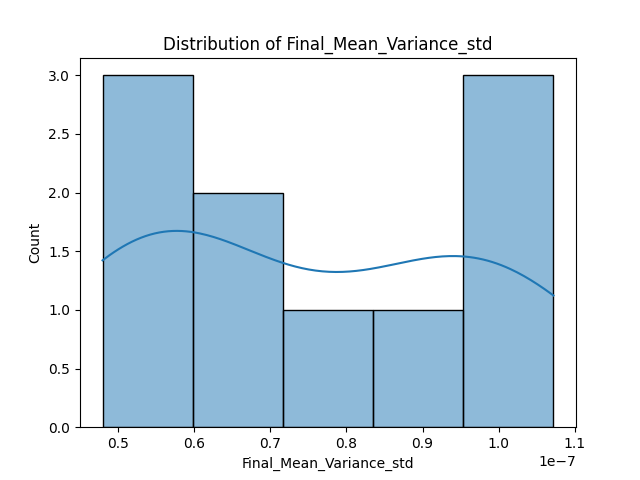 Distribution of Final_Mean_Variance_std
3.0
2.5
2.0
1.5
1.0
0.5
0.0
Count
0.5 0.6 0.7 0.8 0.9 1.0 1.1
1e−7
Final_Mean_Variance_std